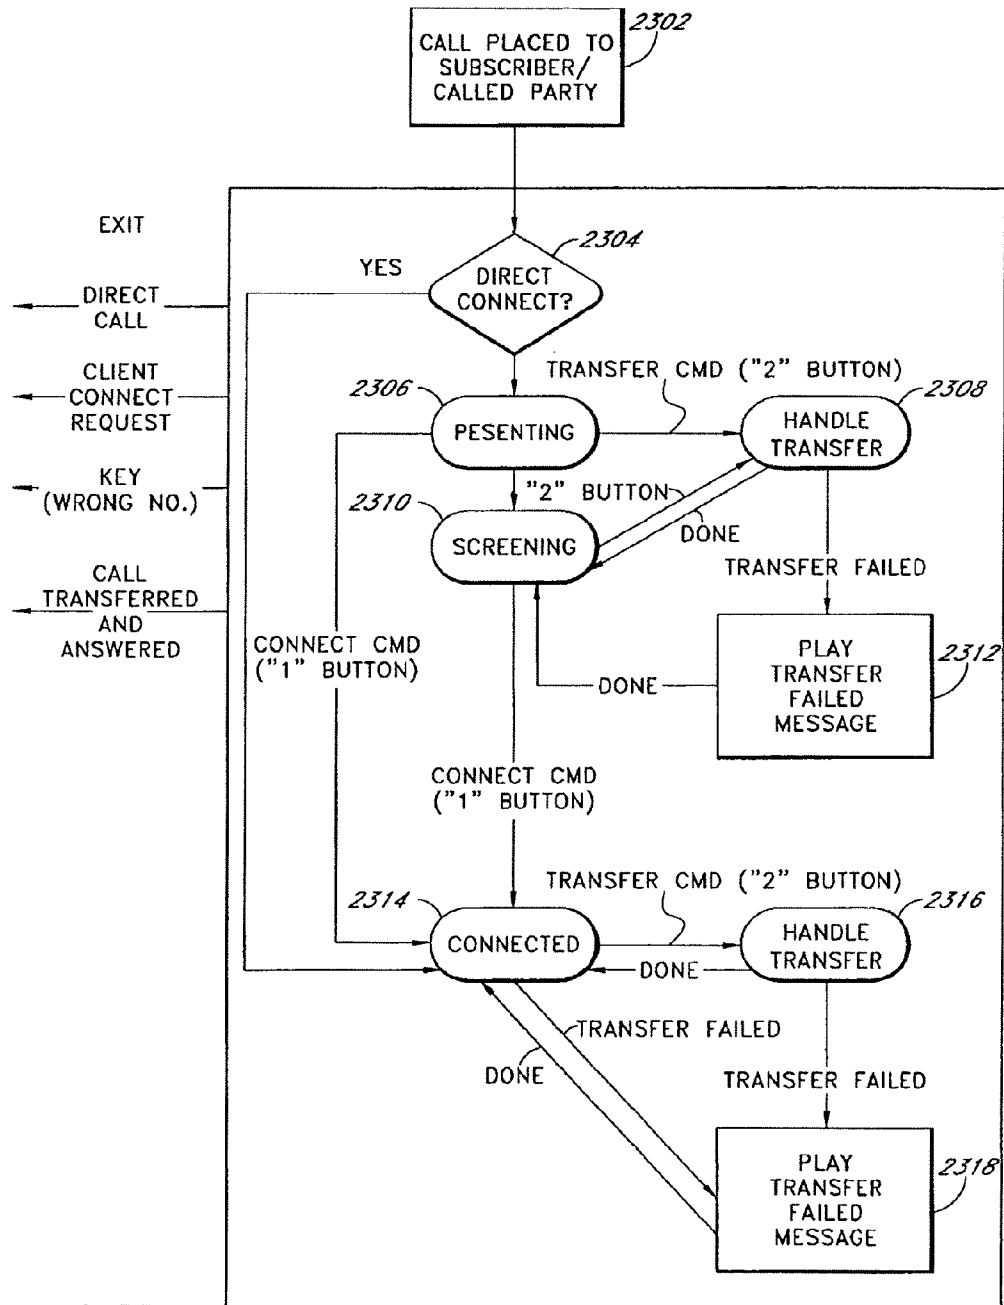 2302
CALL PLACED TO
SUBSCRIBER/
CALLED PARTY
EXIT
DIRECT
CALL
CLIENT
CONNECT
REQUEST
KEY
(WRONG NO.)
CALL
TRANSFERRED
AND
ANSWERED
2304
YES
DIRECT
CONNECT?
TRANSFER CMD ("2" BUTTON)
2306
2308
PESENTING
HANDLE
TRANSFER
"2" BUTTON
2310
DONE
SCREENING
TRANSFER FAILED
CONNECT CMD
("1" BUTTON)
PLAY
TRANSFER
FAILED
MESSAGE
2312
DONE
CONNECT CMD
("1" BUTTON)
TRANSFER CMD ("2" BUTTON)
2314
2316
CONNECTED
HANDLE
TRANSFER
DONE
TRANSFER FAILED
DONE
TRANSFER FAILED
PLAY
TRANSFER
FAILED
MESSAGE
2318